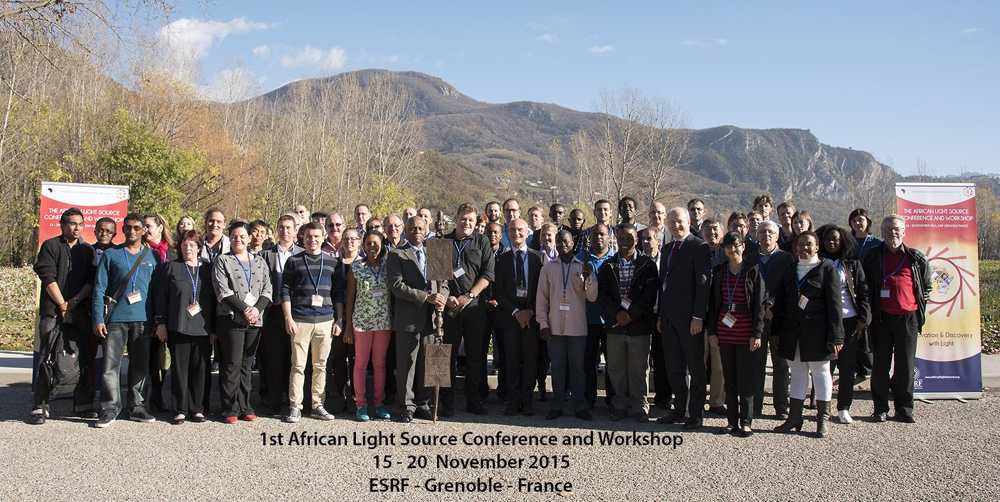 THE AFRICAN LIGHT SOURCE
CONFERENCE AND WORKSHOP
THE AFRICAN LIGHT SOURCE
CONFERENCE AND WORKSHOP
16 - 20 NOVEMBER 2015, ESRF GRENOBLE FRANCE
& Discovery
with Light
www.africanlightsource.org
1st African Light Source Conference and Workshop
15 - 20 November 2015
ESRF - Grenoble - France